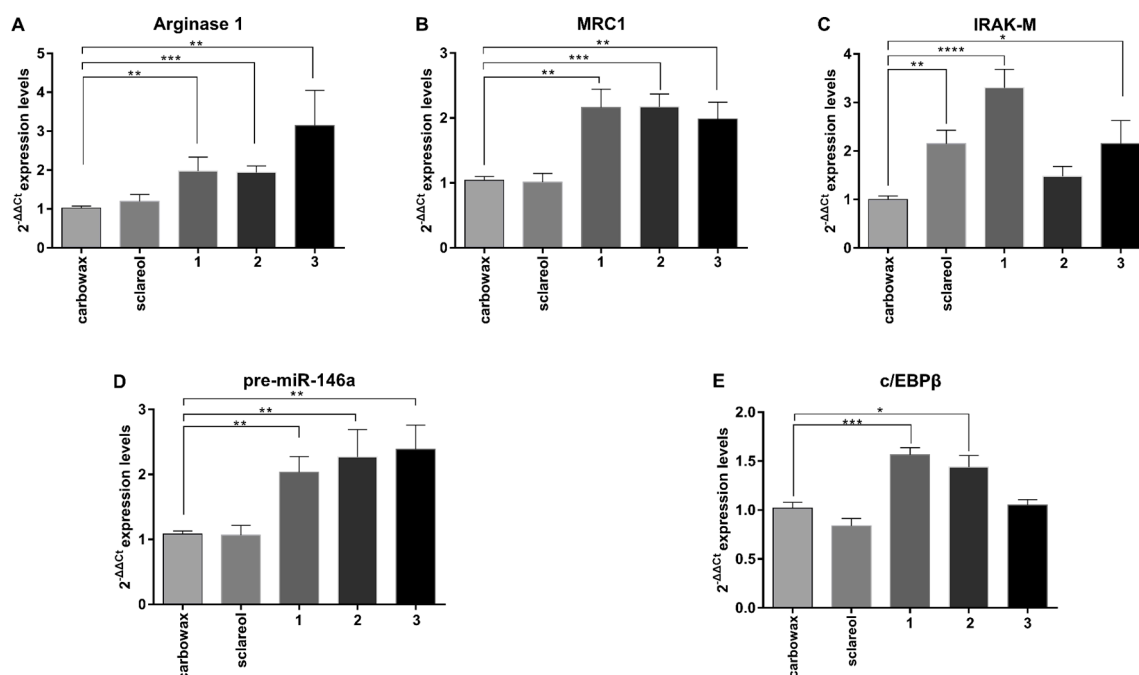 A
Arginase 1
**
***
**
5
4
3
2
1
0
2^-ΔΔCt expression levels
carbowax
sclareol
1
2
3
B
MRC1
**
***
**
3
2
1
0
2^-ΔΔCt expression levels
carbowax
sclareol
1
2
3
C
IRAK-M
*
****
**
4
3
2
1
0
2^-ΔΔCt expression levels
carbowax
sclareol
1
2
3
D
pre-miR-146a
**
**
**
3
2
1
0
2^-ΔΔCt expression levels
carbowax
sclareol
1
2
3
E
c/EBPβ
*
***
2.0
1.5
1.0
0.5
0.0
2^-ΔΔCt expression levels
carbowax
sclareol
1
2
3